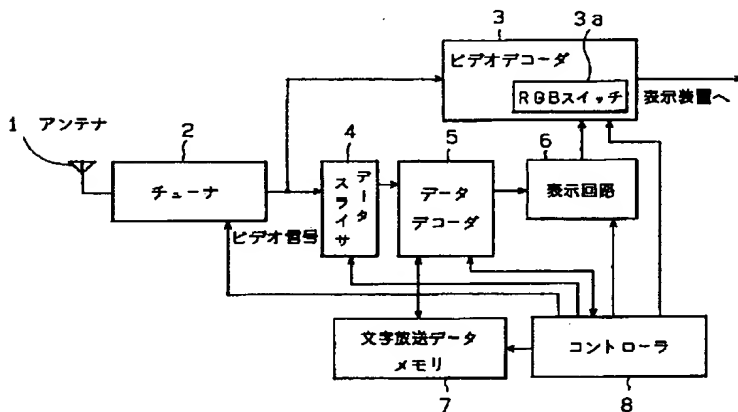 3
3a
ビデオデコーダ
RGBスイッチ
表示装置へ
1
アンテナ
2
チューナ
ビデオ信号
4
データ
スライサ
5
データ
デコーダ
6
表示回路
文字放送データ
メモリ
7
コントローラ
8